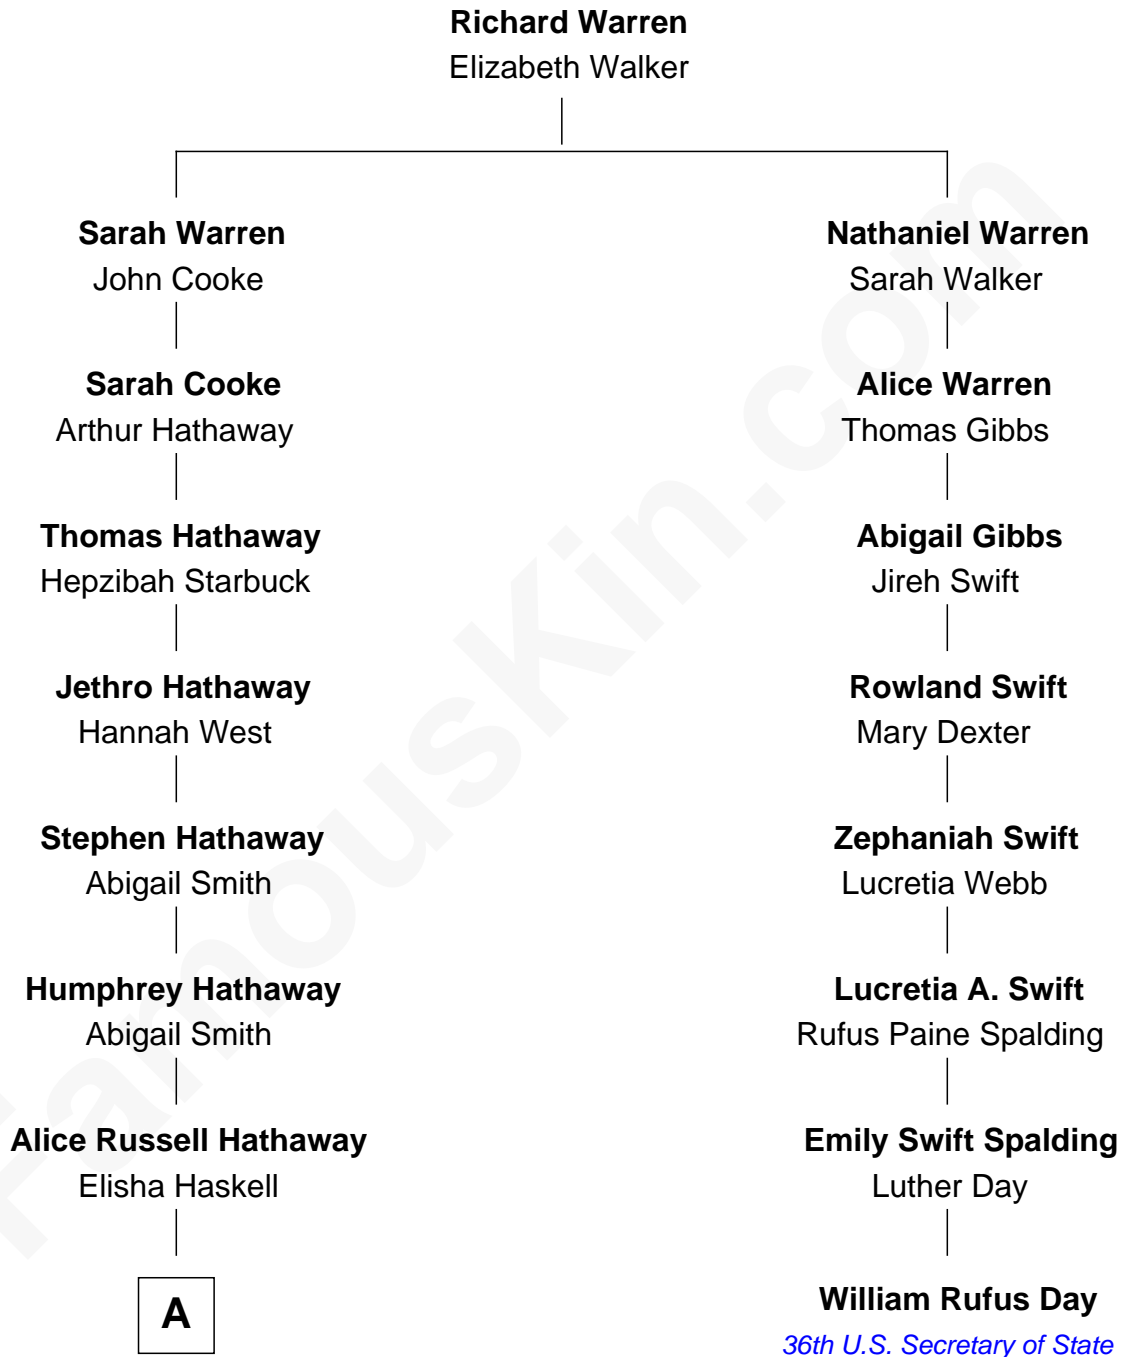 Richard Warren
Elizabeth Walker
Sarah Warren
John Cooke
Nathaniel Warren
Sarah Walker
Sarah Cooke
Arthur Hathaway
Alice Warren
Thomas Gibbs
Thomas Hathaway
Hepzibah Starbuck
Abigail Gibbs
Jireh Swift
Jethro Hathaway
Hannah West
Rowland Swift
Mary Dexter
Stephen Hathaway
Abigail Smith
Zephaniah Swift
Lucretia Webb
Humphrey Hathaway
Abigail Smith
Lucretia A. Swift
Rufus Paine Spalding
Alice Russell Hathaway
Elisha Haskell
Emily Swift Spalding
Luther Day
A
William Rufus Day
36th U.S. Secretary of State
FamousKin.com